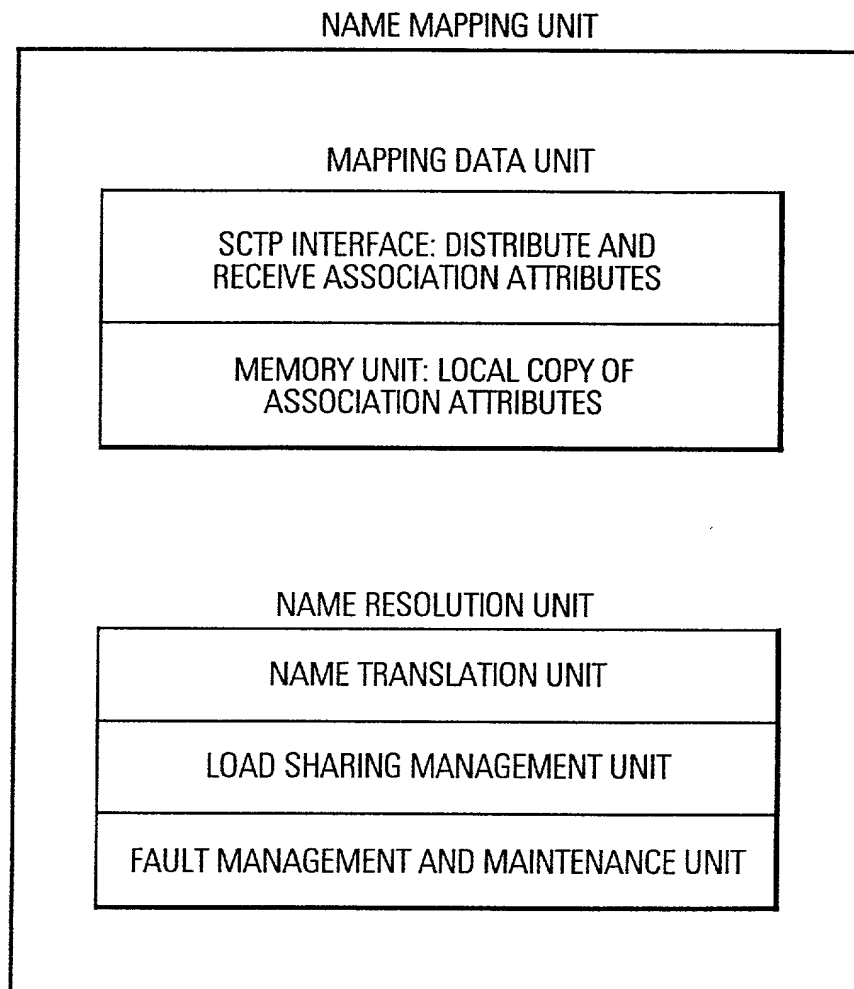 NAME MAPPING UNIT
MAPPING DATA UNIT
SCTP INTERFACE: DISTRIBUTE AND
RECEIVE ASSOCIATION ATTRIBUTES
MEMORY UNIT: LOCAL COPY OF
ASSOCIATION ATTRIBUTES
NAME RESOLUTION UNIT
NAME TRANSLATION UNIT
LOAD SHARING MANAGEMENT UNIT
FAULT MANAGEMENT AND MAINTENANCE UNIT